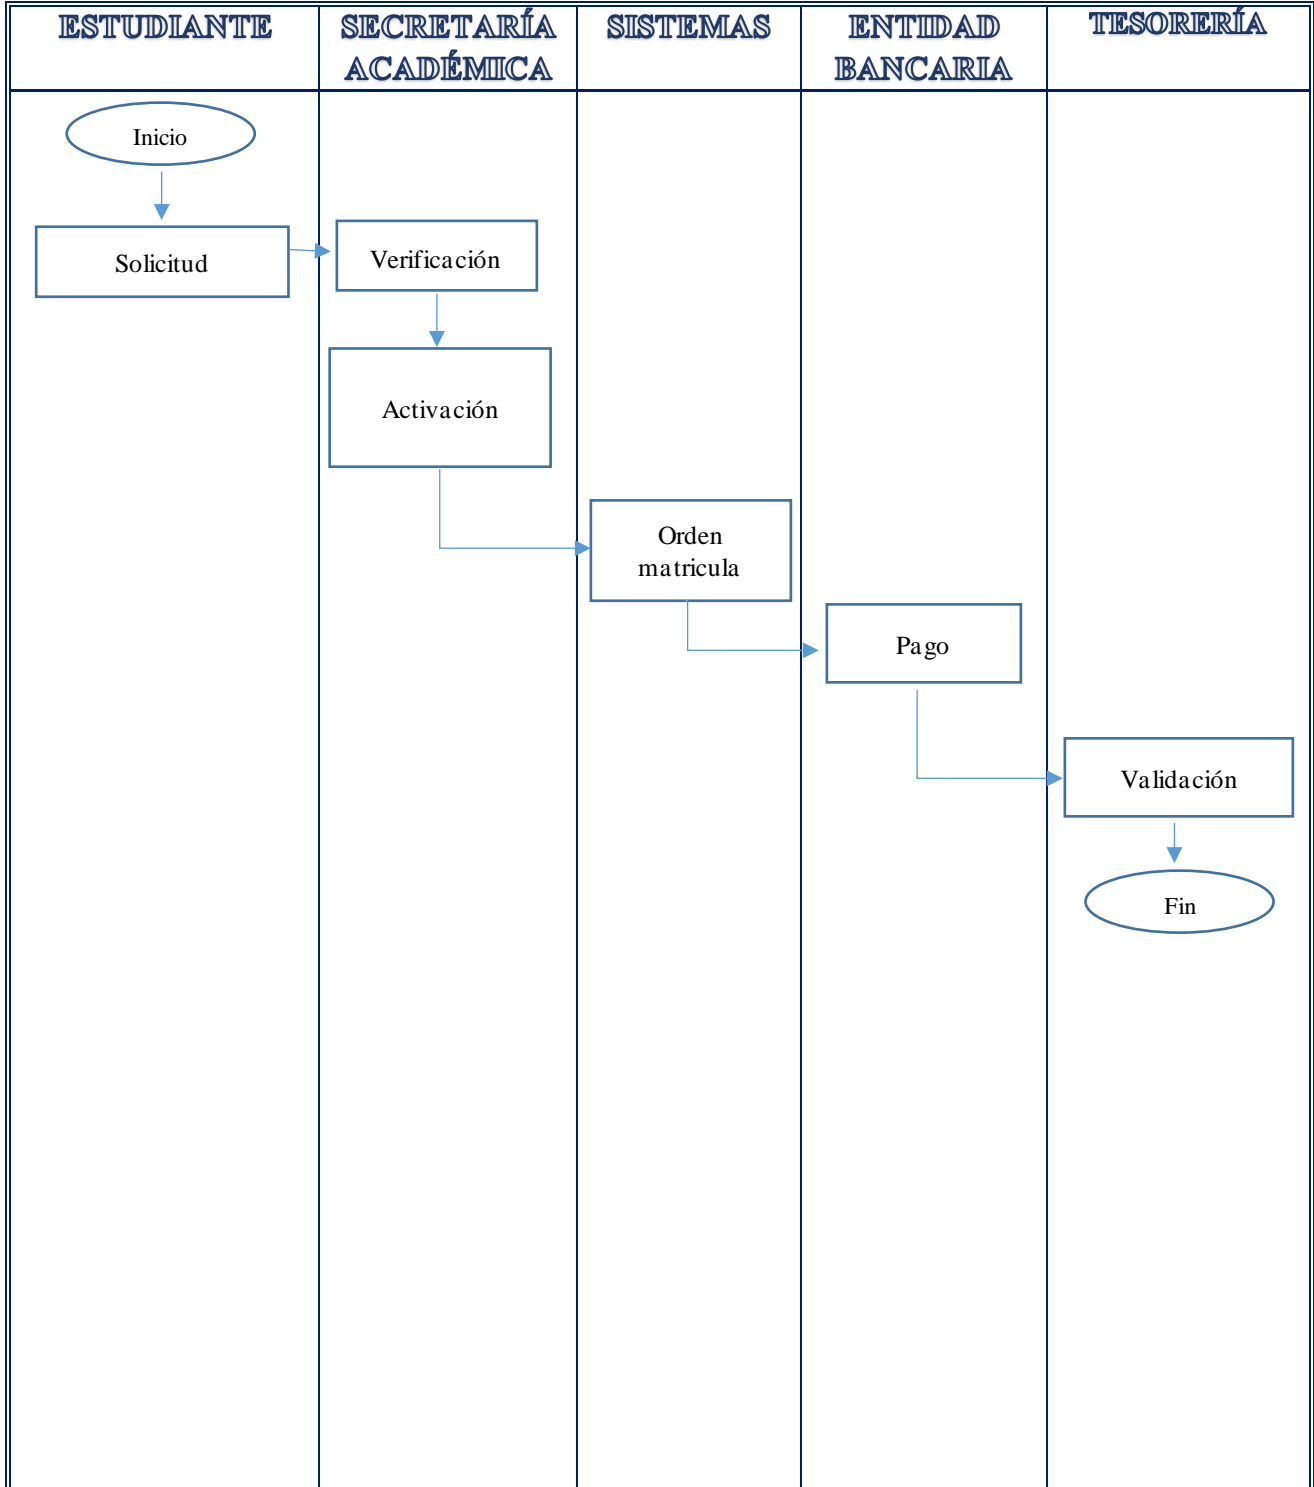 ESTUDIANTE
SECRETARÍA
ACADÉMICA
SISTEMAS
ENTIDAD
BANCARIA
TESORERÍA
Inicio
Solicitud
Verificación
Activación
Orden
matricula
Pago
Validación
Fin